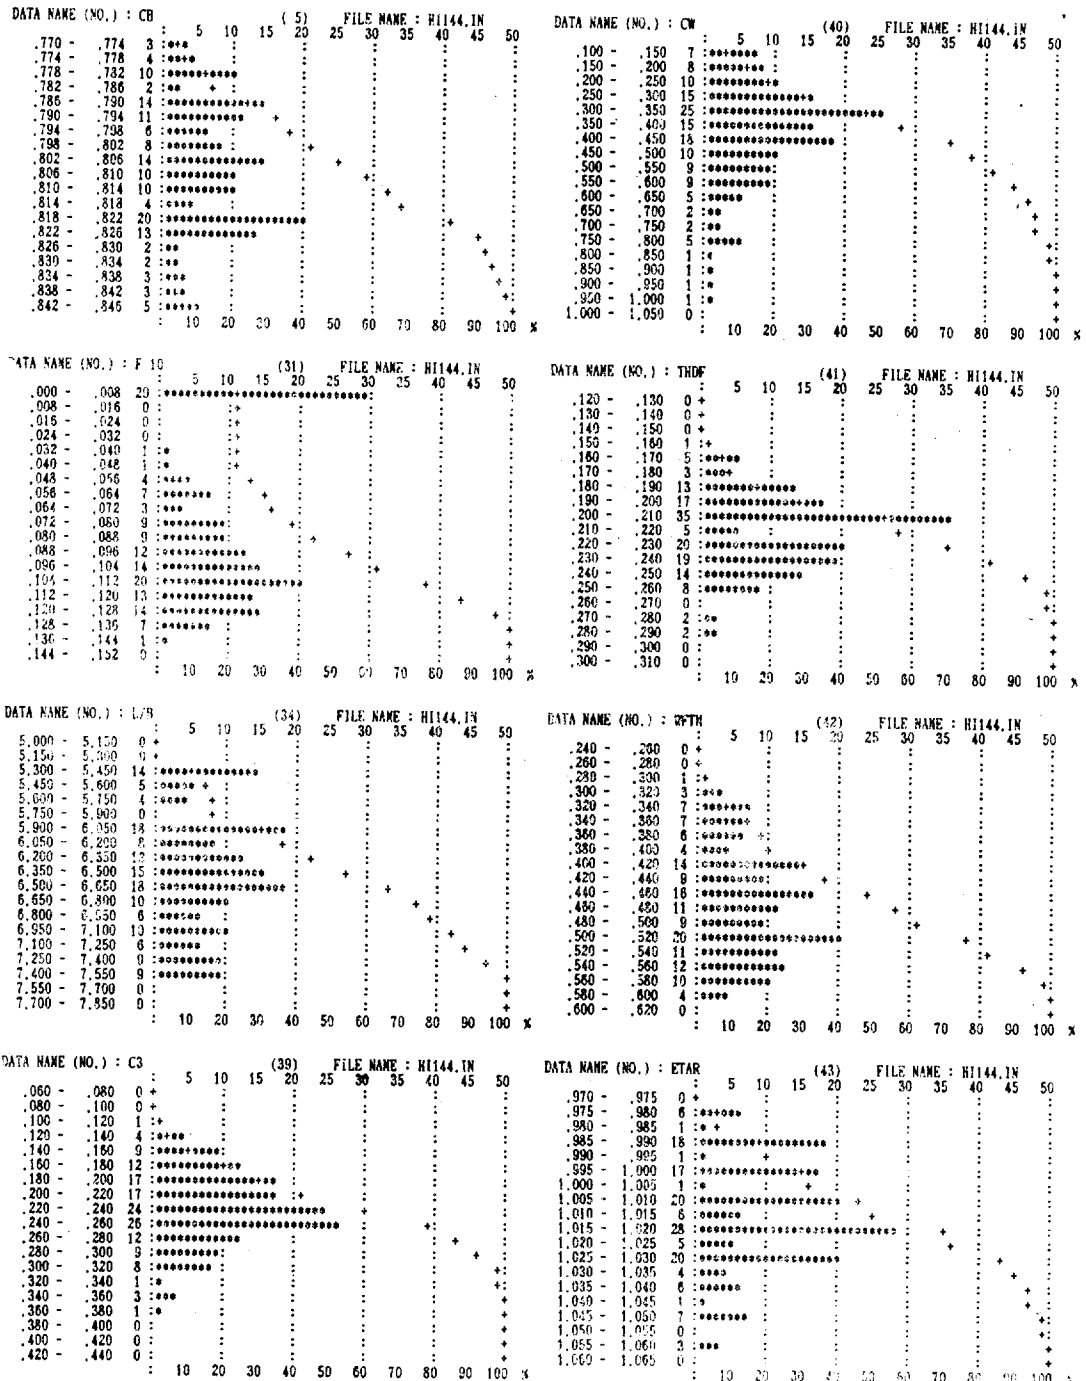 DATA NAME (NO.) : CB ( 5) FILE NAME : HI144.IN
5 10 15 20 25 30 35 40 45 50
.770 - .774 3
.774 - .778 4
.778 - .782 10
.782 - .786 2
.786 - .790 14
.790 - .794 11
.794 - .798 6
.798 - .802 8
.802 - .806 14
.806 - .810 10
.810 - .814 10
.814 - .818 4
.818 - .822 20
.822 - .826 13
.826 - .830 2
.830 - .834 2
.834 - .838 3
.838 - .842 3
.842 - .846 5
10 20 30 40 50 60 70 80 90 100 %
DATA NAME (NO.) : CW (40) FILE NAME : HI144.IN
5 10 15 20 25 30 35 40 45 50
.100 - .150 7
.150 - .200 8
.200 - .250 10
.250 - .300 15
.300 - .350 25
.350 - .400 15
.400 - .450 18
.450 - .500 10
.500 - .550 9
.550 - .600 9
.600 - .650 5
.650 - .700 2
.700 - .750 2
.750 - .800 5
.800 - .850 1
.850 - .900 1
.900 - .950 1
.950 - 1.000 1
1.000 - 1.050 0
10 20 30 40 50 60 70 80 90 100 %
DATA NAME (NO.) : F 10 (31) FILE NAME : HI144.IN
5 10 15 20 25 30 35 40 45 50
.000 - .008 29
.008 - .016 0
.016 - .024 0
.024 - .032 0
.032 - .040 1
.040 - .048 1
.048 - .056 4
.056 - .064 7
.064 - .072 3
.072 - .080 9
.080 - .088 9
.088 - .096 12
.096 - .104 14
.104 - .112 20
.112 - .120 13
.120 - .128 14
.128 - .136 7
.136 - .144 1
.144 - .152 0
10 20 30 40 50 60 70 80 90 100 %
DATA NAME (NO.) : THDF (41) FILE NAME : HI144.IN
5 10 15 20 25 30 35 40 45 50
.120 - .130 0
.130 - .140 0
.140 - .150 0
.150 - .160 1
.160 - .170 5
.170 - .180 3
.180 - .190 13
.190 - .200 17
.200 - .210 35
.210 - .220 5
.220 - .230 20
.230 - .240 19
.240 - .250 14
.250 - .260 8
.260 - .270 0
.270 - .280 2
.280 - .290 2
.290 - .300 0
.300 - .310 0
10 20 30 40 50 60 70 80 90 100 %
DATA NAME (NO.) : L/B (34) FILE NAME : HI144.IN
5 10 15 20 25 30 35 40 45 50
5.000 - 5.150 0
5.150 - 5.300 0
5.300 - 5.450 14
5.450 - 5.600 5
5.600 - 5.750 4
5.750 - 5.900 0
5.900 - 6.050 18
6.050 - 6.200 8
6.200 - 6.350 12
6.350 - 6.500 15
6.500 - 6.650 18
6.650 - 6.800 10
6.800 - 6.950 6
6.950 - 7.100 10
7.100 - 7.250 6
7.250 - 7.400 9
7.400 - 7.550 9
7.550 - 7.700 0
7.700 - 7.850 0
10 20 30 40 50 60 70 80 90 100 %
DATA NAME (NO.) : WFTM (42) FILE NAME : HI144.IN
5 10 15 20 25 30 35 40 45 50
.240 - .260 0
.260 - .280 0
.280 - .300 1
.300 - .320 3
.320 - .340 7
.340 - .360 7
.360 - .380 6
.380 - .400 4
.400 - .420 14
.420 - .440 9
.440 - .460 16
.460 - .480 11
.480 - .500 9
.500 - .520 20
.520 - .540 11
.540 - .560 12
.560 - .580 10
.580 - .600 4
.600 - .620 0
10 20 30 40 50 60 70 80 90 100 %
DATA NAME (NO.) : C3 (39) FILE NAME : HI144.IN
5 10 15 20 25 30 35 40 45 50
.060 - .080 0
.080 - .100 0
.100 - .120 1
.120 - .140 4
.140 - .160 9
.160 - .180 12
.180 - .200 17
.200 - .220 17
.220 - .240 24
.240 - .260 26
.260 - .280 12
.280 - .300 9
.300 - .320 8
.320 - .340 1
.340 - .360 3
.360 - .380 1
.380 - .400 0
.400 - .420 0
.420 - .440 0
10 20 30 40 50 60 70 80 90 100 %
DATA NAME (NO.) : ETAR (43) FILE NAME : HI144.IN
5 10 15 20 25 30 35 40 45 50
.970 - .975 0
.975 - .980 6
.980 - .985 1
.985 - .990 18
.990 - .995 1
.995 - 1.000 17
1.000 - 1.005 1
1.005 - 1.010 20
1.010 - 1.015 6
1.015 - 1.020 28
1.020 - 1.025 5
1.025 - 1.030 20
1.030 - 1.035 4
1.035 - 1.040 6
1.040 - 1.045 1
1.045 - 1.050 7
1.050 - 1.055 0
1.055 - 1.060 3
1.060 - 1.065 0
10 20 30 40 50 60 70 80 90 100